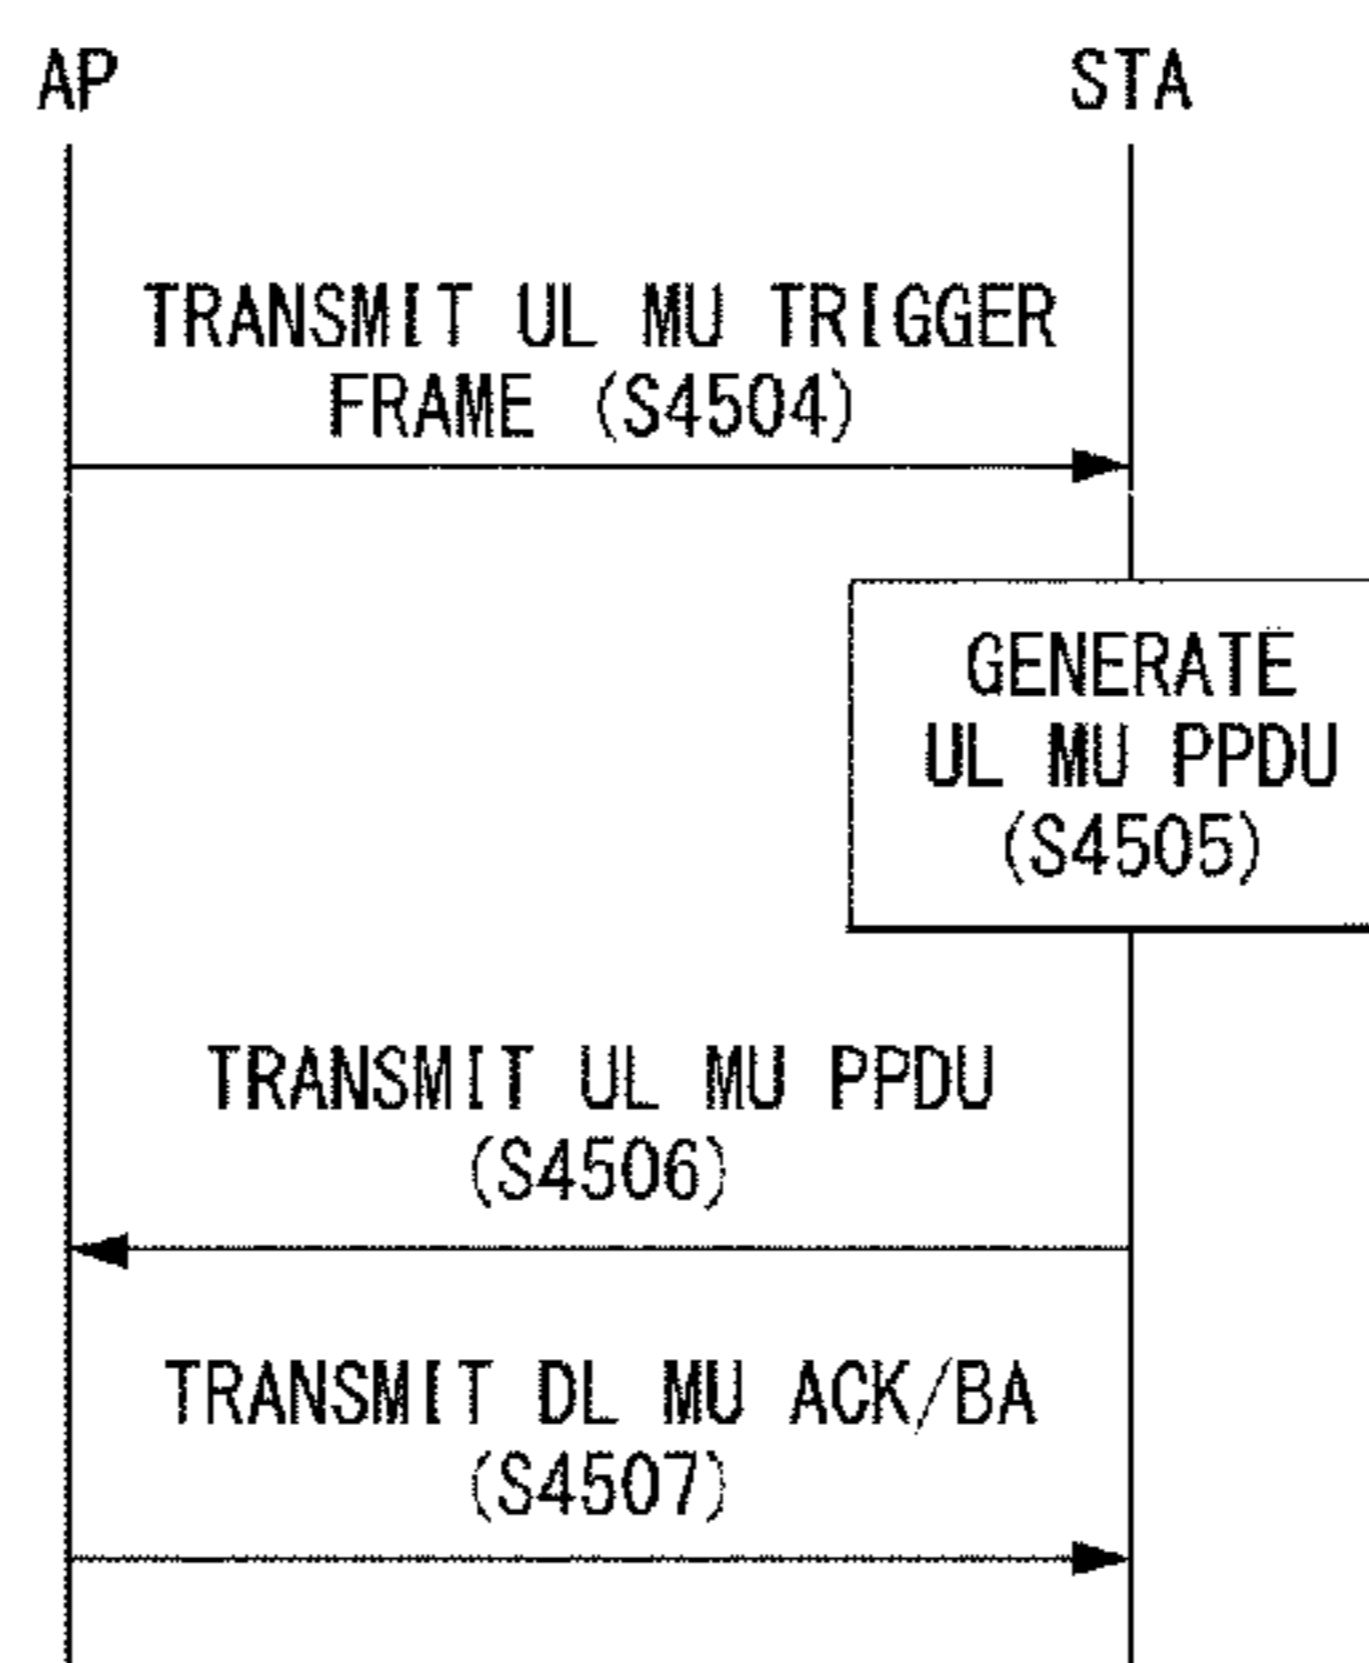 AP
STA
TRANSMIT UL MU TRIGGER
FRAME (S4504)
GENERATE
UL MU PPDU
(S4505)
TRANSMIT UL MU PPDU
(S4506)
TRANSMIT DL MU ACK/BA
(S4507)